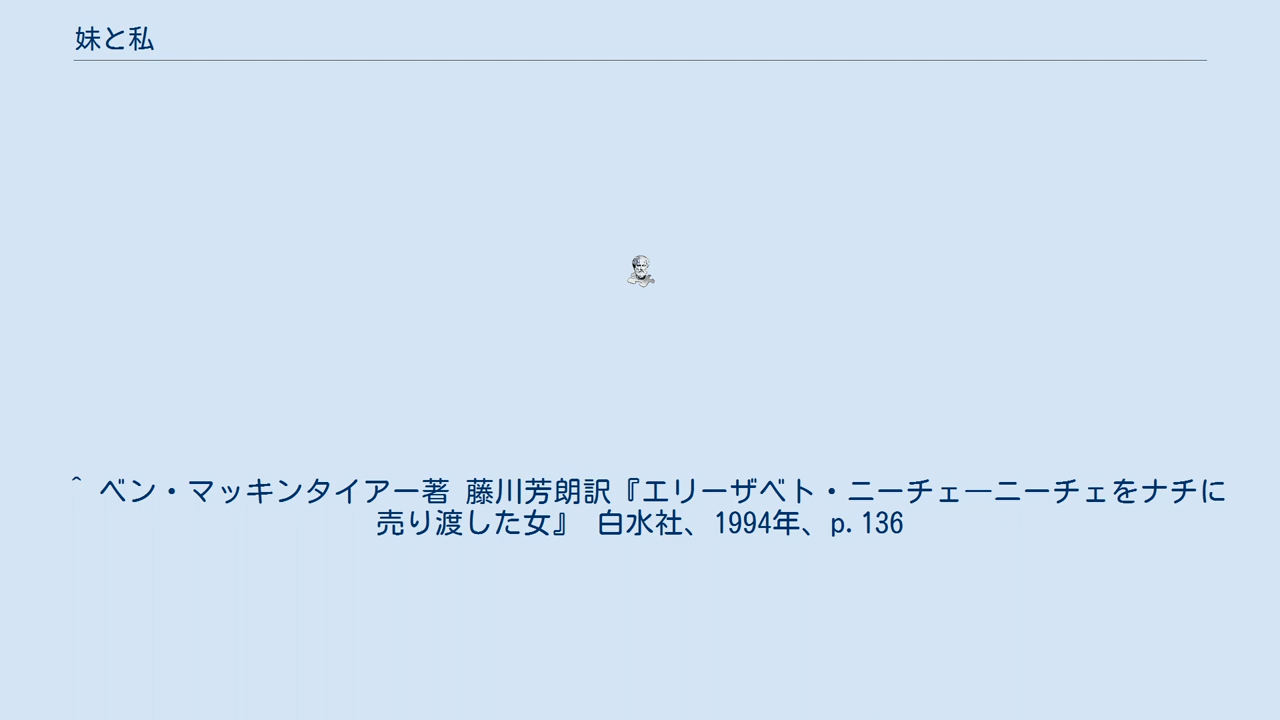 妹と私
^ ベン・マッキンタイアー著 藤川芳朗訳『エリーザベト・ニーチェ―ニーチェをナチに
売り渡した女』 白水社、1994年、p.136